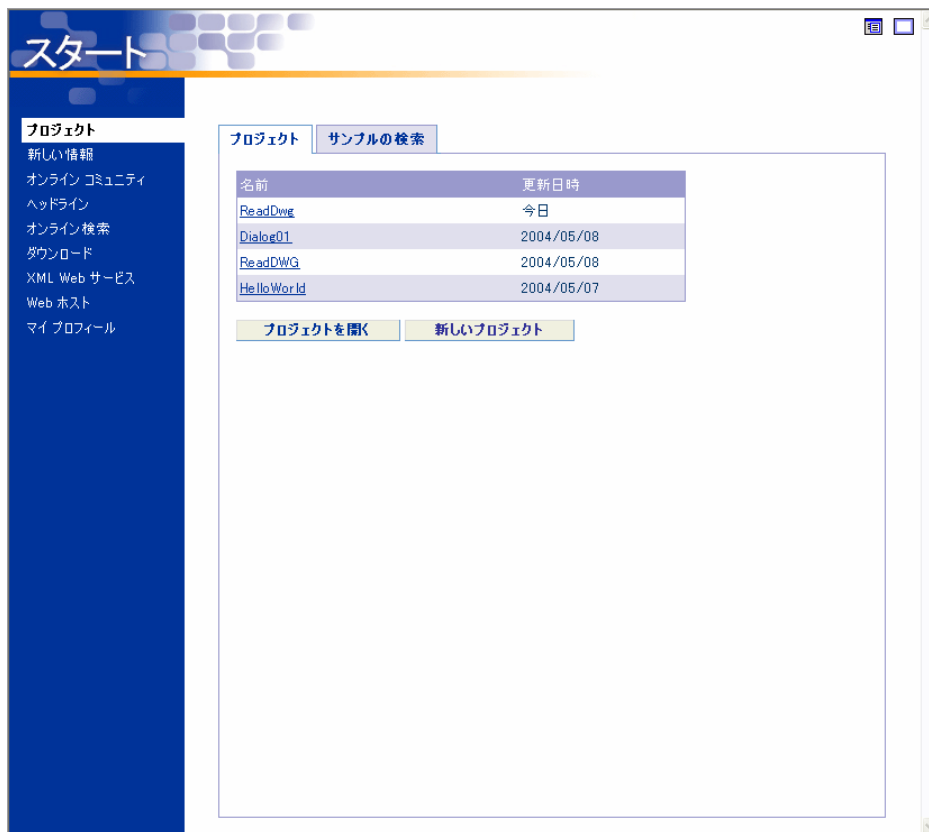 スタート
プロジェクト
新しい情報
オンライン コミュニティ
ヘッドライン
オンライン検索
ダウンロード
XML Web サービス
Web ホスト
マイ プロフィール
プロジェクト サンプルの検索
名前 更新日時
ReadDwg 今日
Dialog01 2004/05/08
ReadDWG 2004/05/08
HelloWorld 2004/05/07
プロジェクトを開く 新しいプロジェクト